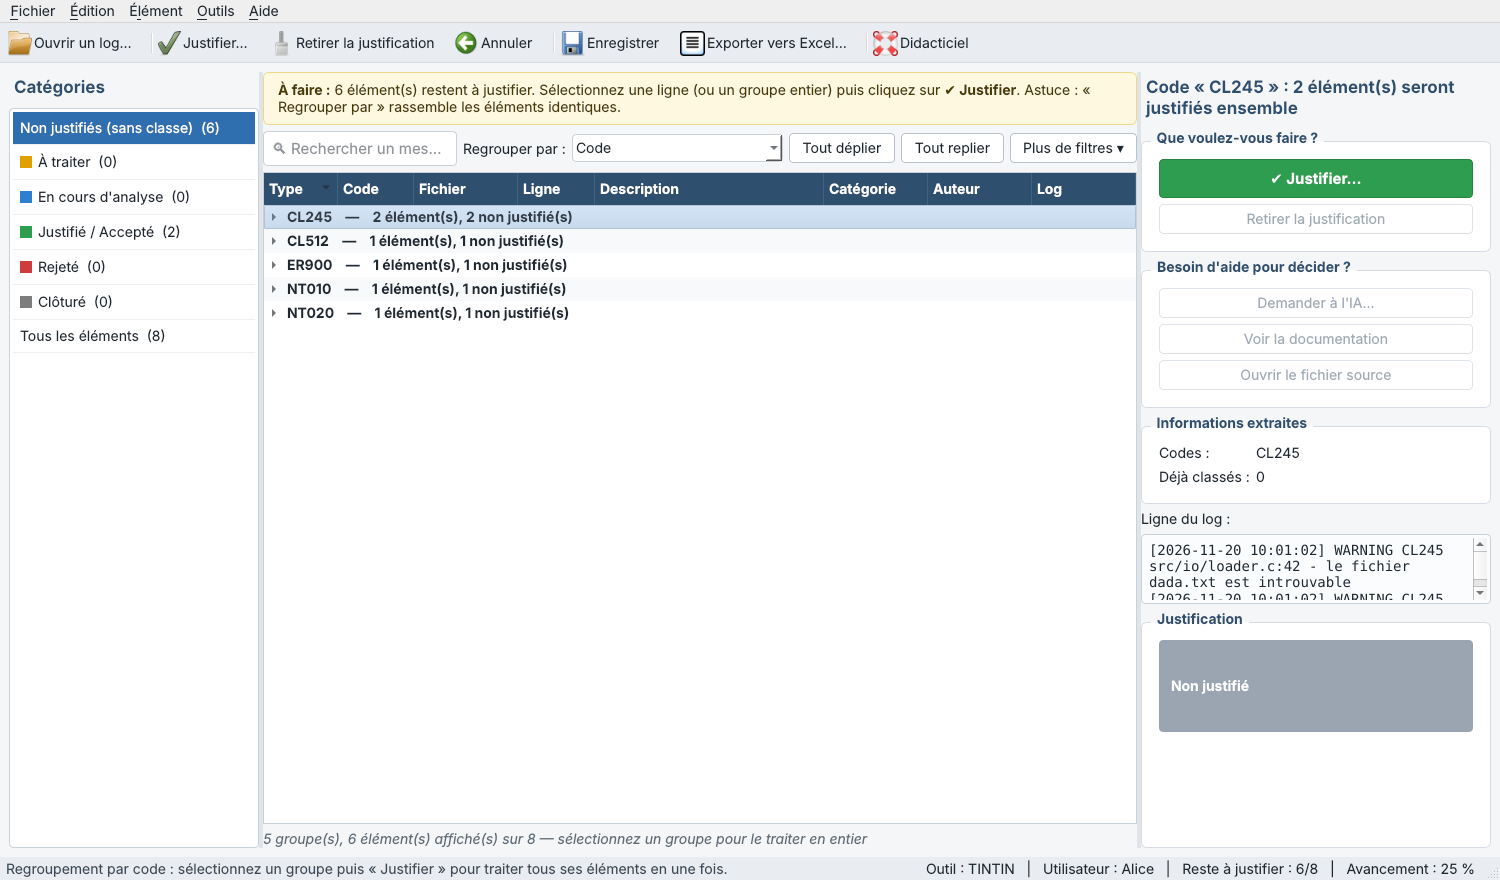 Fichier Édition Élément Outils Aide
Ouvrir un log... Justifier... Retirer la justification Annuler Enregistrer Exporter vers Excel... Didacticiel
Catégories
Non justifiés (sans classe) (6)
À traiter (0)
En cours d'analyse (0)
Justifié / Accepté (2)
Rejeté (0)
Clôturé (0)
Tous les éléments (8)
À faire : 6 élément(s) restent à justifier. Sélectionnez une ligne (ou un groupe entier) puis cliquez sur ✔ Justifier. Astuce : «
Regrouper par » rassemble les éléments identiques.
Rechercher un mes... Regrouper par : Code Tout déplier Tout replier Plus de filtres ▾
Type Code Fichier Ligne Description Catégorie Auteur Log
CL245 — 2 élément(s), 2 non justifié(s)
CL512 — 1 élément(s), 1 non justifié(s)
ER900 — 1 élément(s), 1 non justifié(s)
NT010 — 1 élément(s), 1 non justifié(s)
NT020 — 1 élément(s), 1 non justifié(s)
5 groupe(s), 6 élément(s) affiché(s) sur 8 — sélectionnez un groupe pour le traiter en entier
Code « CL245 » : 2 élément(s) seront
justifiés ensemble
Que voulez-vous faire ?
✔ Justifier...
Retirer la justification
Besoin d'aide pour décider ?
Demander à l'IA...
Voir la documentation
Ouvrir le fichier source
Informations extraites
Codes : CL245
Déjà classés : 0
Ligne du log :
[2026-11-20 10:01:02] WARNING CL245
src/io/loader.c:42 - le fichier
dada.txt est introuvable
[2026-11-20 10:01:02] WARNING CL245
Justification
Non justifié
Regroupement par code : sélectionnez un groupe puis « Justifier » pour traiter tous ses éléments en une fois. Outil : TINTIN | Utilisateur : Alice | Reste à justifier : 6/8 | Avancement : 25 %